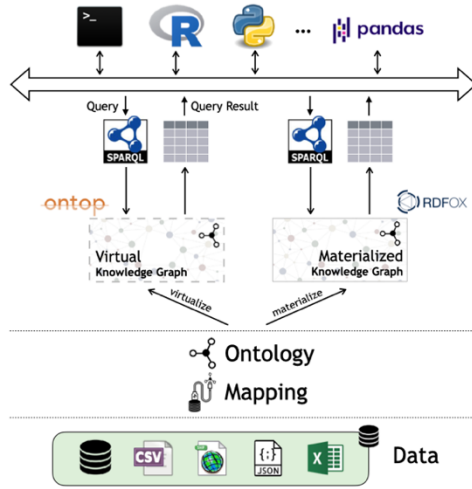 >_
R
...
pandas
Query
Query Result
SPARQL
SPARQL
ontop
RDFOX
Virtual
Knowledge Graph
Materialized
Knowledge Graph
virtualize
materialize
Ontology
Mapping
CSV
{;}
JSON
X
Data